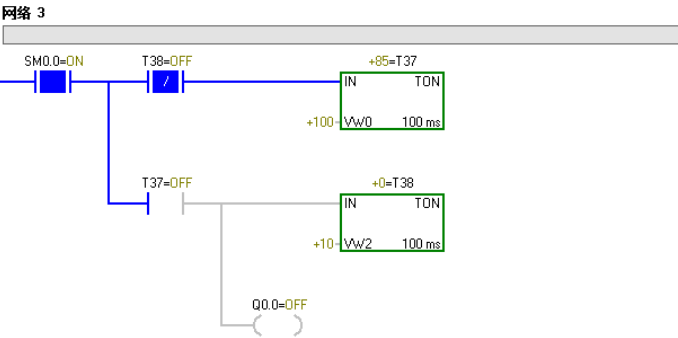 网络 3
SM0.0=ON
T38=OFF
+85=T37
IN
TON
+100
VW0
100 ms
T37=OFF
+0=T38
IN
TON
+10
VW2
100 ms
Q0.0=OFF